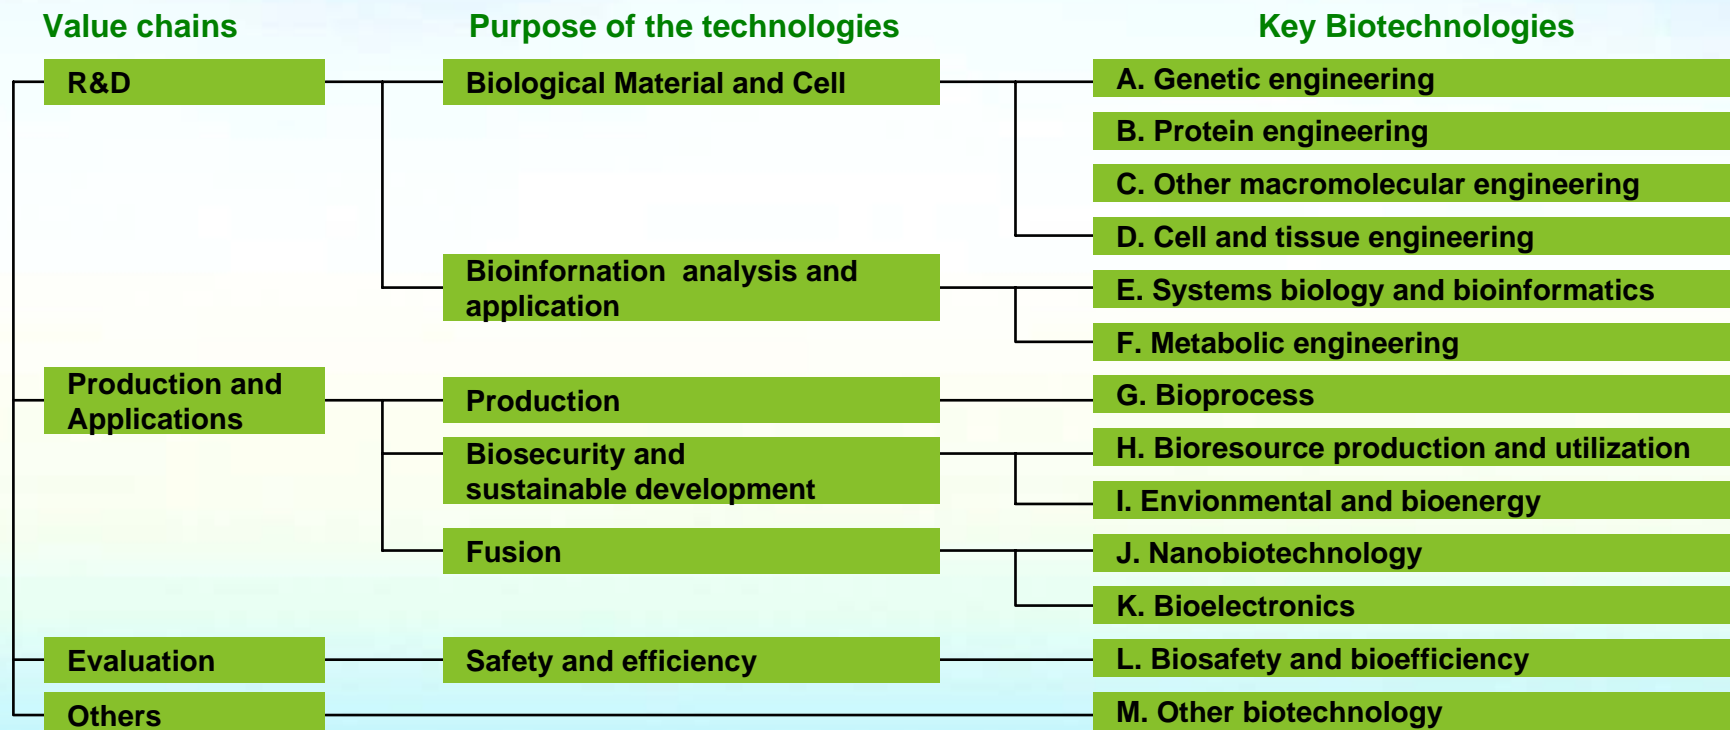 Value chains
Purpose of the technologies
Key Biotechnologies
R&D
Biological Material and Cell
A. Genetic engineering
B. Protein engineering
C. Other macromolecular engineering
D. Cell and tissue engineering
Bioinfornation  analysis and
application
E. Systems biology and bioinformatics
F. Metabolic engineering
Production and
Applications
Production
G. Bioprocess
Biosecurity and
sustainable development
H. Bioresource production and utilization
I. Envionmental and bioenergy
Fusion
J. Nanobiotechnology
K. Bioelectronics
Evaluation
Safety and efficiency
L. Biosafety and bioefficiency
Others
M. Other biotechnology